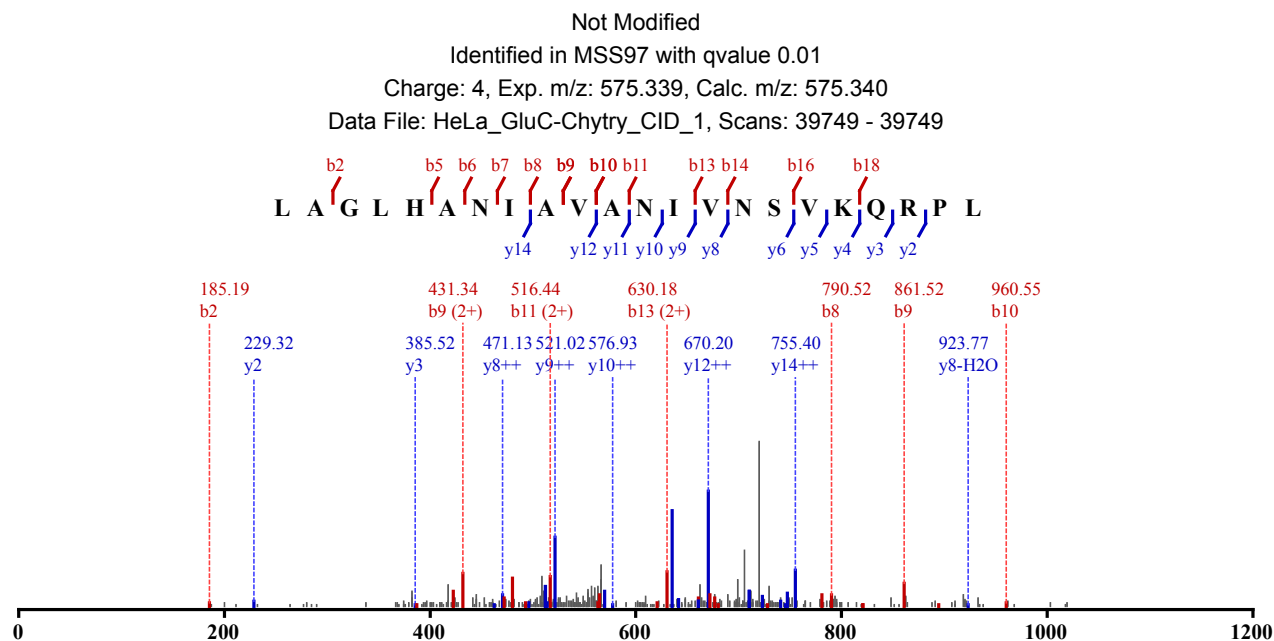 Not Modified
Identified in MSS97 with qvalue 0.01
Charge: 4, Exp. m/z: 575.339, Calc. m/z: 575.340
Data File: HeLa_GluC-Chytry_CID_1, Scans: 39749 - 39749
b2 b5 b6 b7 b8 b9 b10 b11 b13 b14 b16 b18
L A G L H A N I A V A N I V N S V K Q R P L
y14 y12 y11 y10 y9 y8 y6 y5 y4 y3 y2
185.19 431.34 516.44 630.18 790.52 861.52 960.55
b2 b9 (2+) b11 (2+) b13 (2+) b8 b9 b10
229.32 385.52 471.13 521.02 576.93 670.20 755.40 923.77
y2 y3 y8++ y9++ y10++ y12++ y14++ y8-H2O
0 200 400 600 800 1000 1200